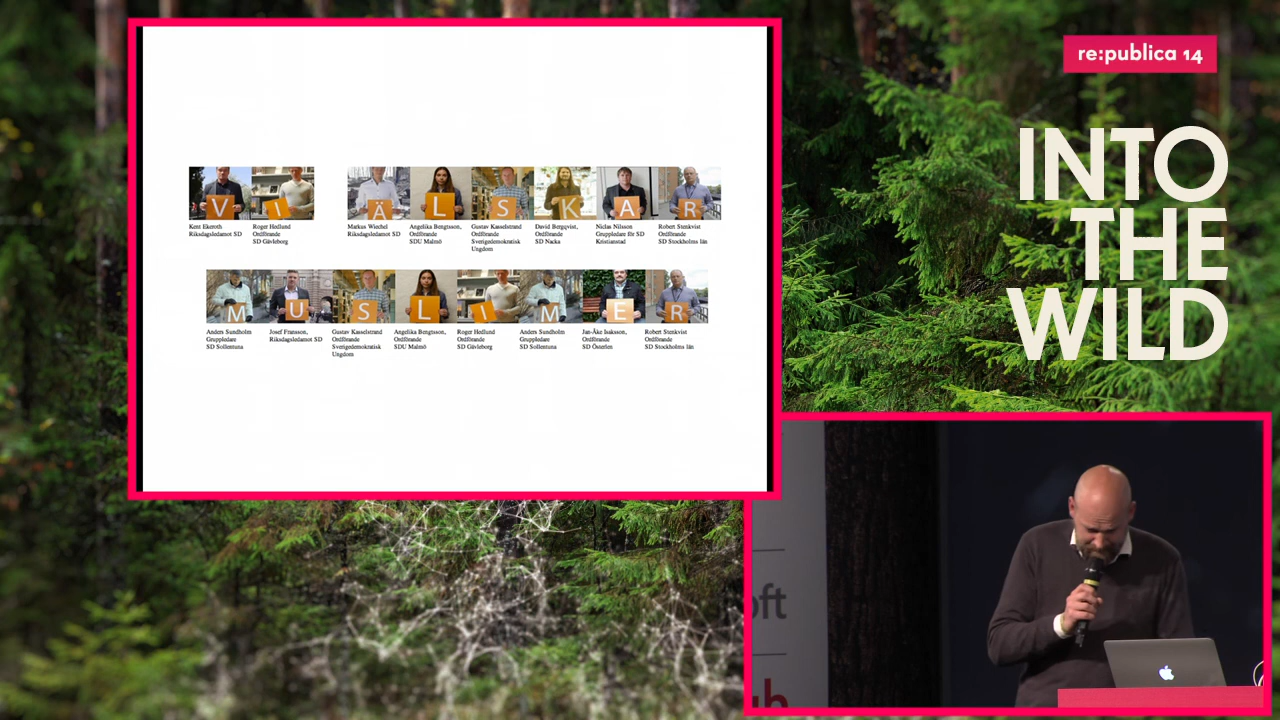 re:publica 14
INTO
THE
WILD
V I Ä L S K A R
Kent Ekeroth
Riksdagsledamot SD
Roger Hedlund
Ordförande
SD Gävleborg
Markus Wiechel
Riksdagsledamot SD
Angelika Bengtsson,
Ordförande
SDU Malmö
Gustav Kasselstrand
Ordförande
Sverigedemokratisk
Ungdom
David Bergqvist,
Ordförande
SD Nacka
Niclas Nilsson
Gruppledare för SD
Kristianstad
Robert Stenkvist
Ordförande
SD Stockholms län
M U S L I M E R
Anders Sundholm
Gruppledare
SD Sollentuna
Josef Fransson,
Riksdagsledamot SD
Gustav Kasselstrand
Ordförande
Sverigedemokratisk
Ungdom
Angelika Bengtsson,
Ordförande
SDU Malmö
Roger Hedlund
Ordförande
SD Gävleborg
Anders Sundholm
Gruppledare
SD Sollentuna
Jan-Åke Isaksson,
Ordförande
SD Österlen
Robert Stenkvist
Ordförande
SD Stockholms län
oft